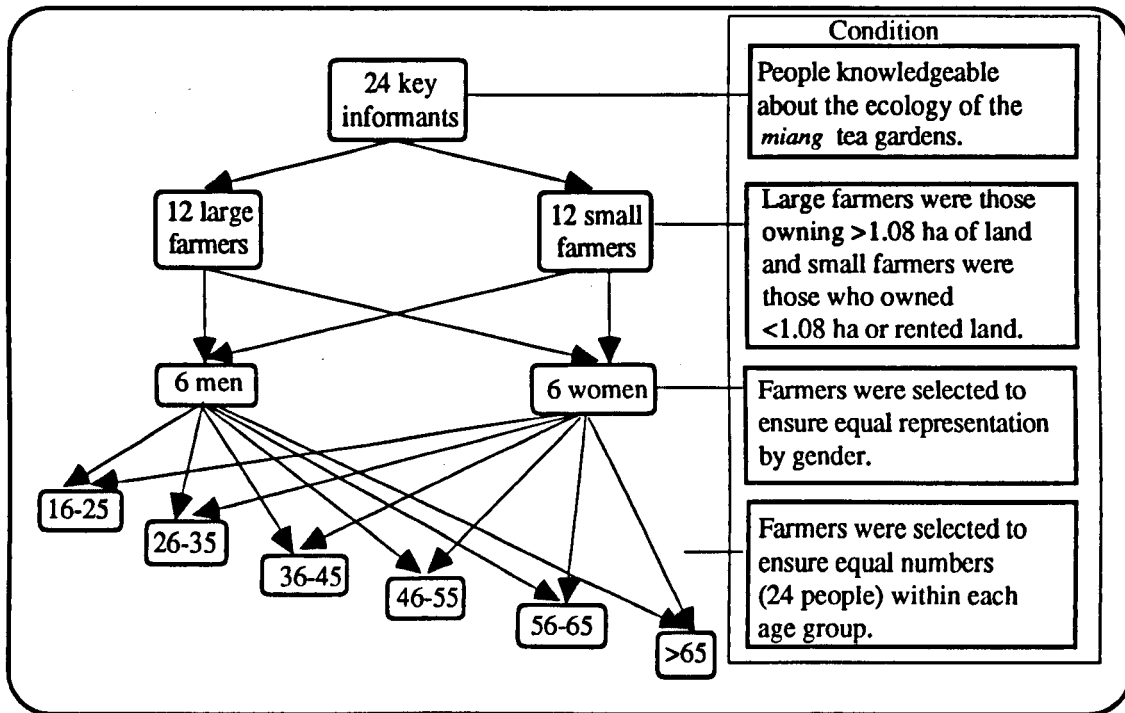 Condition
24 key
informants
People knowledgeable
about the ecology of the
miang tea gardens.
12 large
farmers
12 small
farmers
Large farmers were those
owning >1.08 ha of land
and small farmers were
those who owned
<1.08 ha or rented land.
6 men
6 women
Farmers were selected to
ensure equal representation
by gender.
16-25
26-35
36-45
46-55
56-65
>65
Farmers were selected to
ensure equal numbers
(24 people) within each
age group.